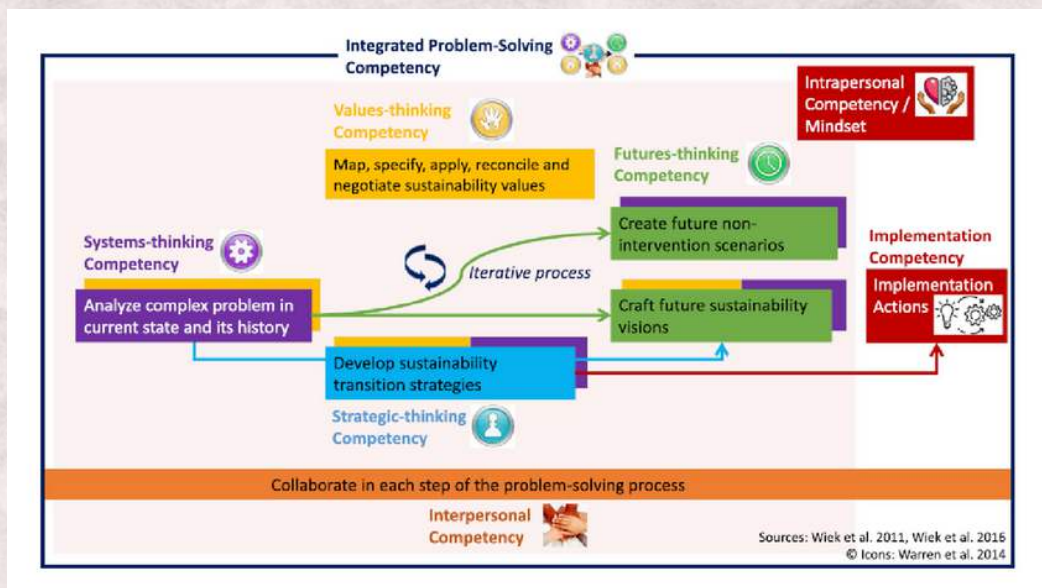 Integrated Problem-Solving
Competency
Intrapersonal
Competency /
Mindset
Values-thinking
Competency
Map, specify, apply, reconcile and
negotiate sustainability values
Futures-thinking
Competency
Create future non-
intervention scenarios
Systems-thinking
Competency
Iterative process
Implementation
Competency
Analyze complex problem in
current state and its history
Craft future sustainability
visions
Implementation
Actions
Develop sustainability
transition strategies
Strategic-thinking
Competency
Collaborate in each step of the problem-solving process
Interpersonal
Competency
Sources: Wiek et al. 2011, Wiek et al. 2016
© Icons: Warren et al. 2014